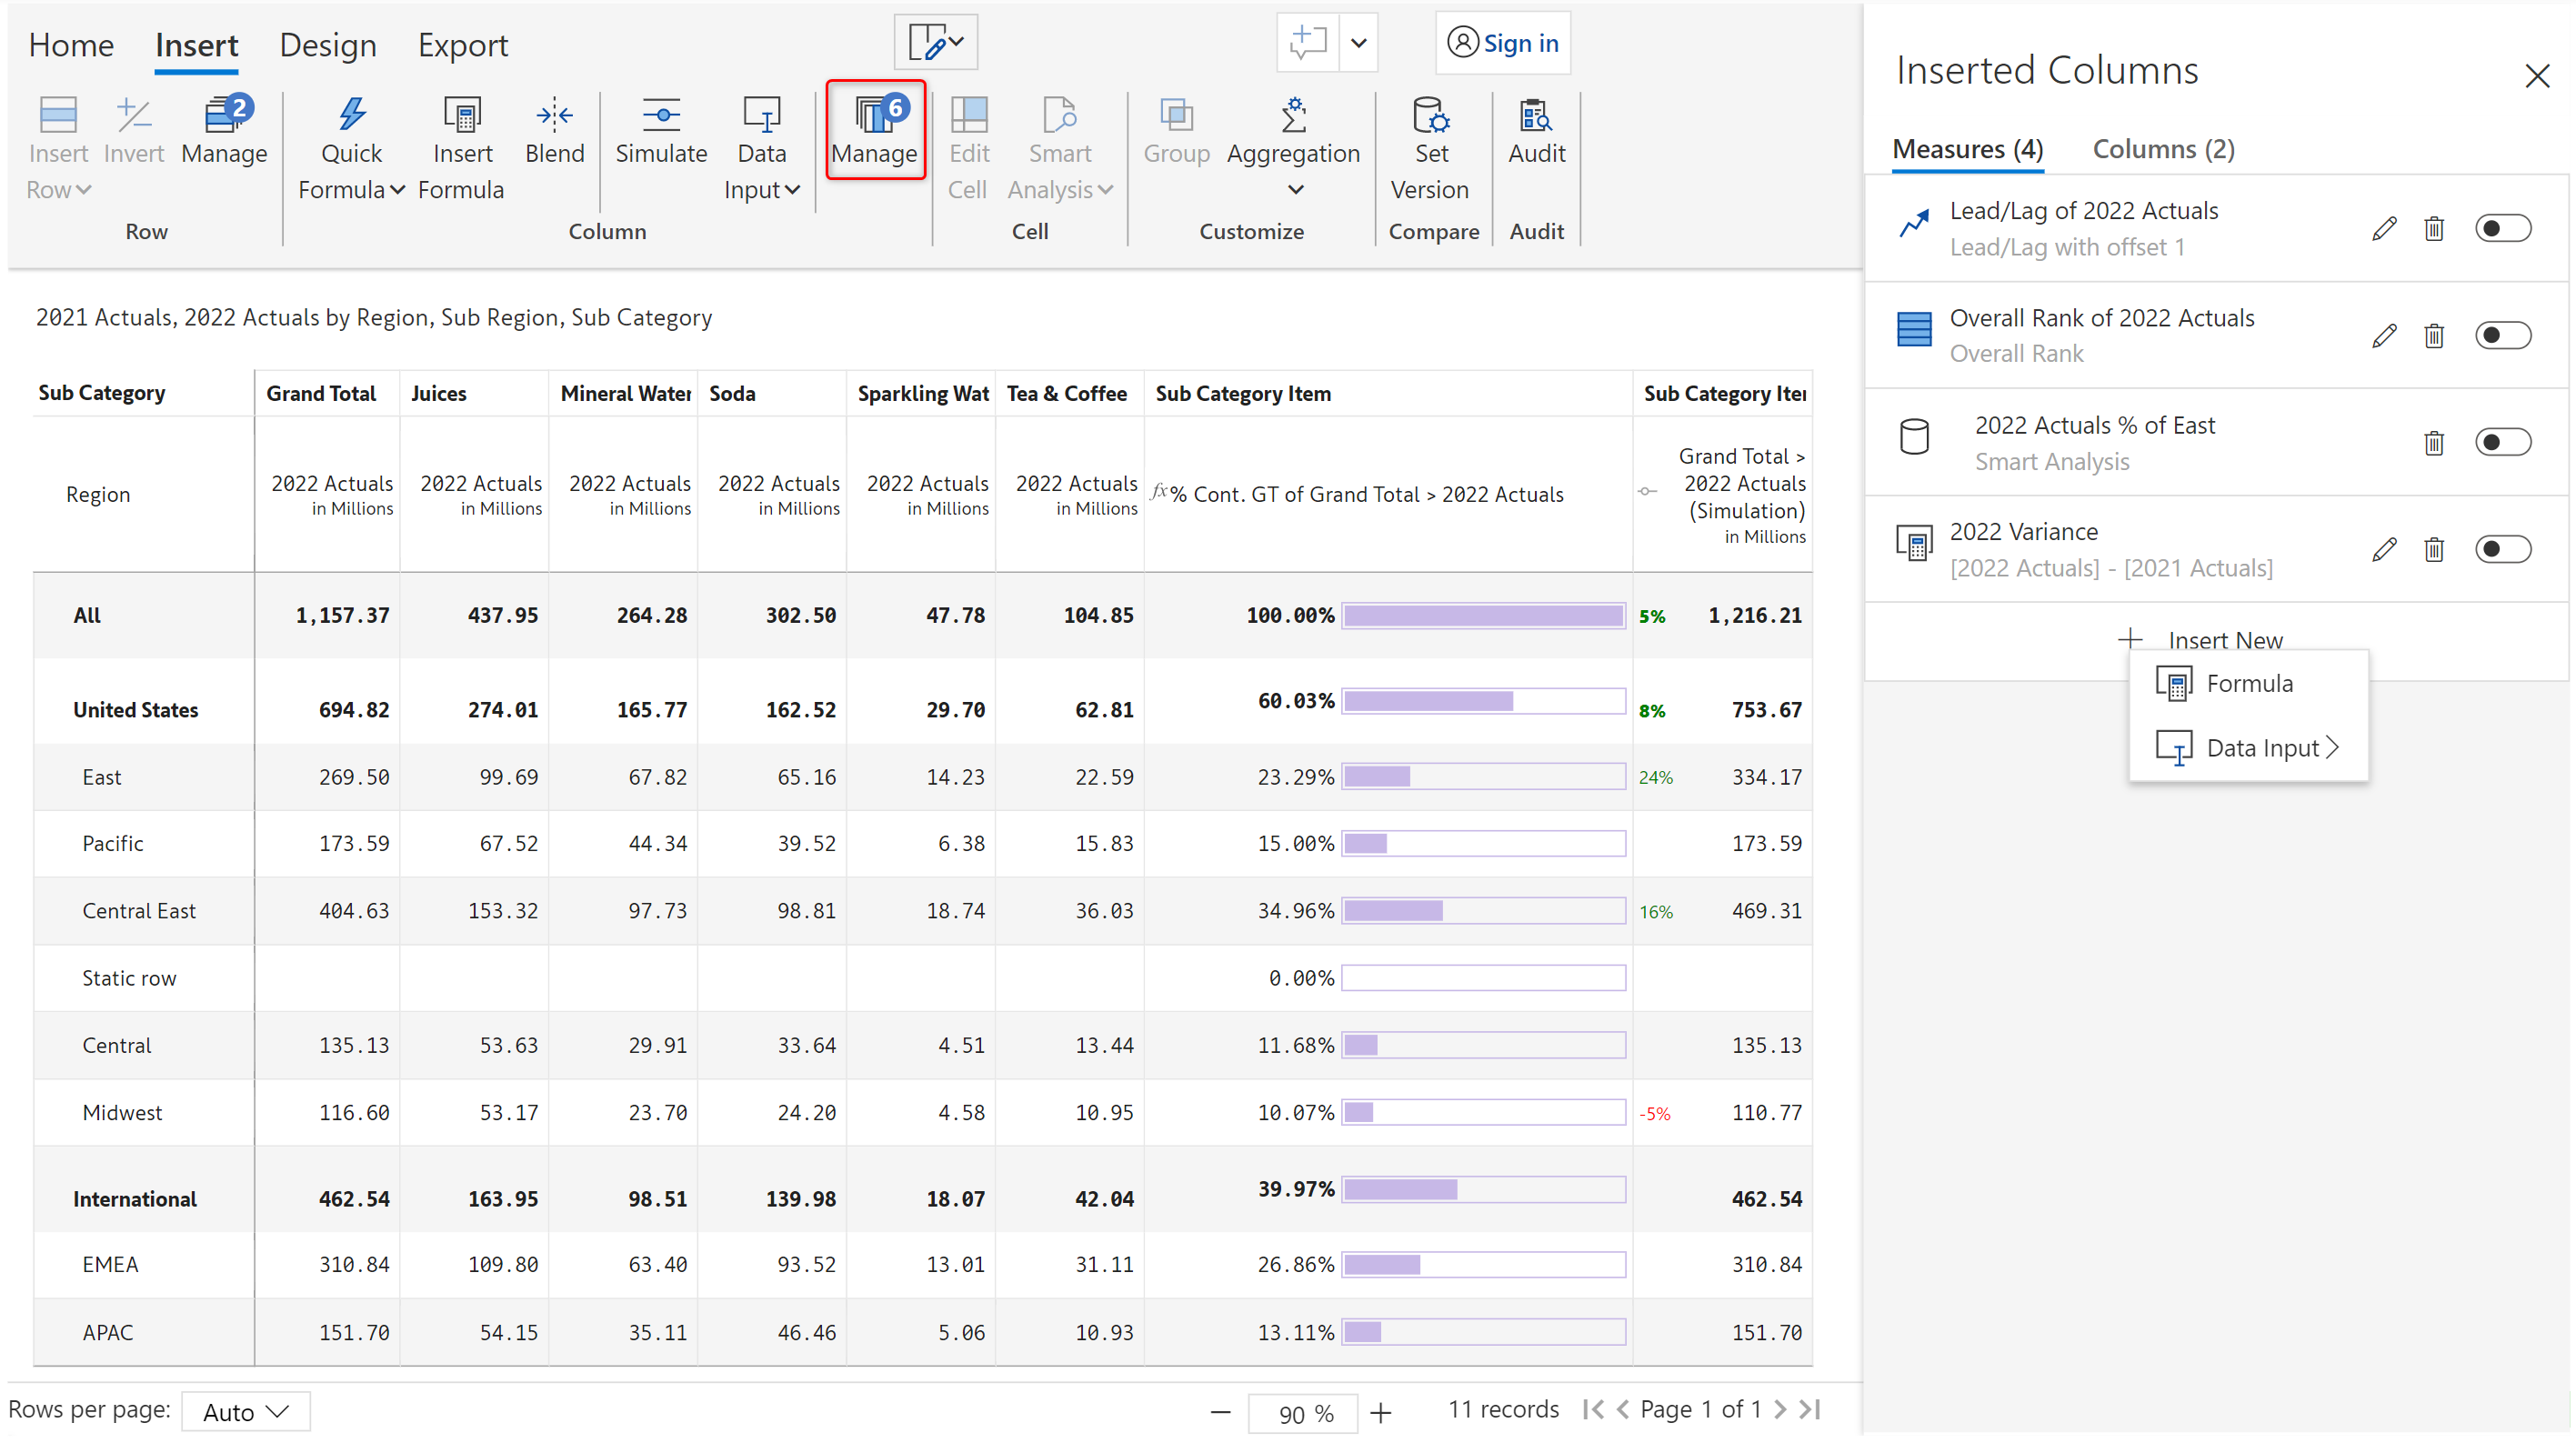 Home Insert Design Export Sign in
Insert Row Invert Manage 2 Quick Formula Insert Formula Blend Simulate Data Input Manage 6 Edit Cell Smart Analysis Group Aggregation Set Version Audit
Row Column Cell Customize Compare Audit
2021 Actuals, 2022 Actuals by Region, Sub Region, Sub Category
Sub Category Grand Total Juices Mineral Water Soda Sparkling Wat Tea & Coffee Sub Category Item Sub Category Iter
Region 2022 Actuals in Millions 2022 Actuals in Millions 2022 Actuals in Millions 2022 Actuals in Millions 2022 Actuals in Millions 2022 Actuals in Millions fx % Cont. GT of Grand Total > 2022 Actuals Grand Total > 2022 Actuals (Simulation) in Millions
All 1,157.37 437.95 264.28 302.50 47.78 104.85 100.00% 5% 1,216.21
United States 694.82 274.01 165.77 162.52 29.70 62.81 60.03% 8% 753.67
East 269.50 99.69 67.82 65.16 14.23 22.59 23.29% 24% 334.17
Pacific 173.59 67.52 44.34 39.52 6.38 15.83 15.00% 173.59
Central East 404.63 153.32 97.73 98.81 18.74 36.03 34.96% 16% 469.31
Static row 0.00%
Central 135.13 53.63 29.91 33.64 4.51 13.44 11.68% 135.13
Midwest 116.60 53.17 23.70 24.20 4.58 10.95 10.07% -5% 110.77
International 462.54 163.95 98.51 139.98 18.07 42.04 39.97% 462.54
EMEA 310.84 109.80 63.40 93.52 13.01 31.11 26.86% 310.84
APAC 151.70 54.15 35.11 46.46 5.06 10.93 13.11% 151.70
Rows per page: Auto 90 % 11 records Page 1 of 1
Inserted Columns
Measures (4) Columns (2)
Lead/Lag of 2022 Actuals
Lead/Lag with offset 1
Overall Rank of 2022 Actuals
Overall Rank
2022 Actuals % of East
Smart Analysis
2022 Variance
[2022 Actuals] - [2021 Actuals]
Insert New
Formula
Data Input